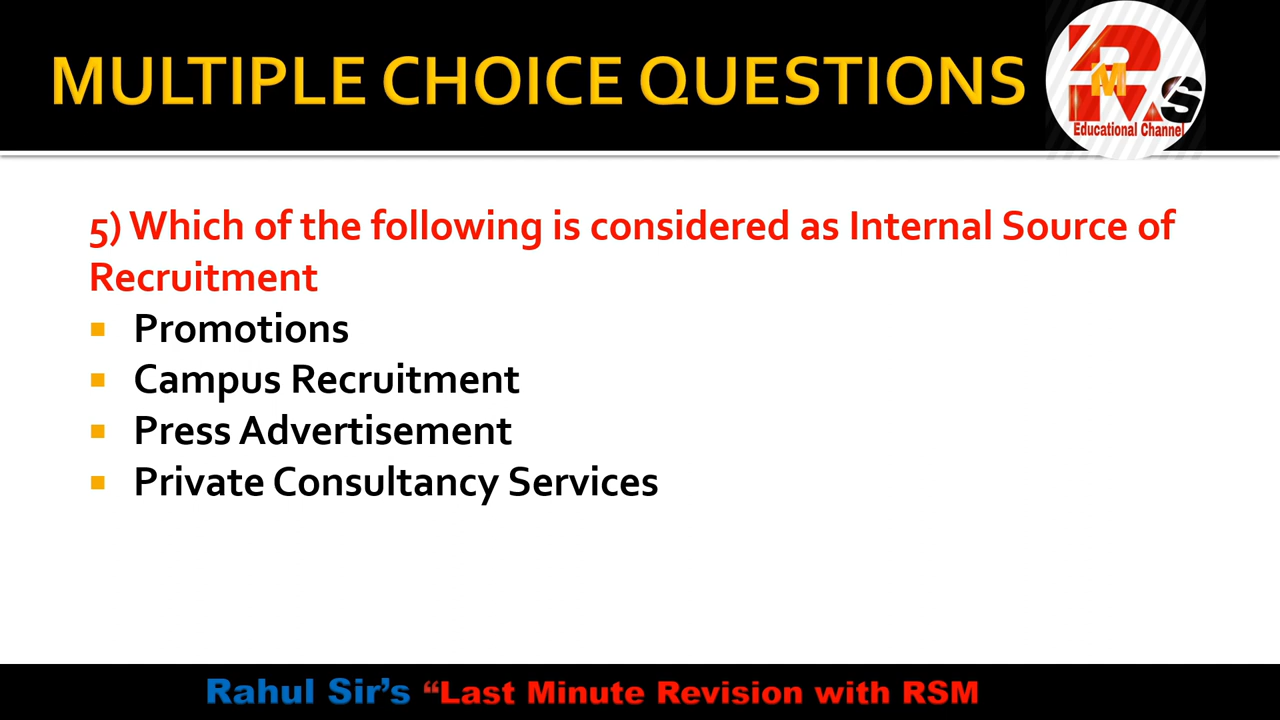 MULTIPLE CHOICE QUESTIONS
RMS
Educational Channel
5) Which of the following is considered as Internal Source of
Recruitment
Promotions
Campus Recruitment
Press Advertisement
Private Consultancy Services
Rahul Sir’s “Last Minute Revision with RSM